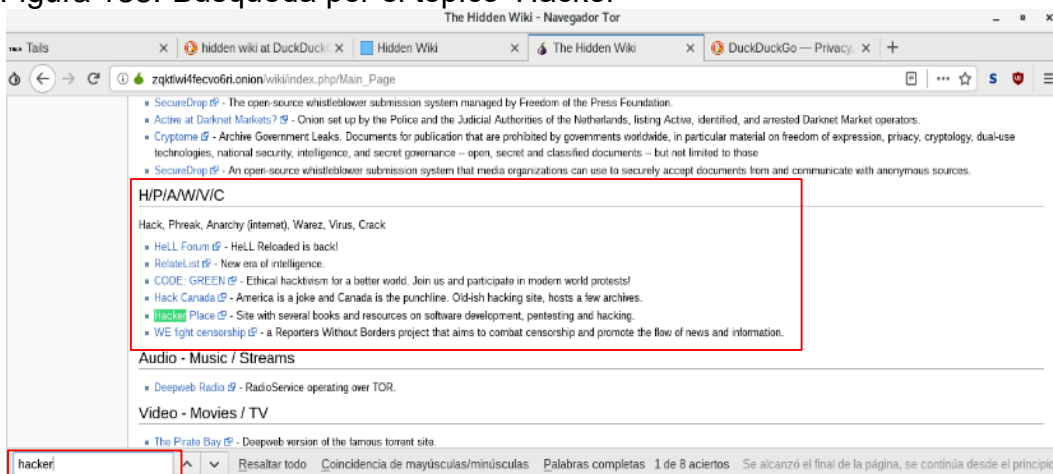 Figura 153. Búsqueda por el tópico "Hacker"
The Hidden Wiki - Navegador Tor
Tails hidden wiki at DuckDuck Hidden Wiki The Hidden Wiki DuckDuckGo — Privacy,
zqktlwi4fecvo6ri.onion/wiki/index.php/Main_Page
SecureDrop - The open-source whistleblower submission system managed by Freedom of the Press Foundation.
Active at Darknet Markets? - Onion set up by the Police and the Judicial Authorities of the Netherlands, listing Active, identified, and arrested Darknet Market operators.
Cryptome - Archive Government Leaks. Documents for publication that are prohibited by governments worldwide, in particular material on freedom of expression, privacy, cryptology, dual-use
technologies, national security, intelligence, and secret governance -- open, secret and classified documents -- but not limited to those
SecureDrop - An open-source whistleblower submission system that media organizations can use to securely accept documents from and communicate with anonymous sources.
H/P/A/W/V/C
Hack, Phreak, Anarchy (internet), Warez, Virus, Crack
HeLL Forum - HeLL Reloaded is back!
RelateList - New era of intelligence.
CODE: GREEN - Ethical hacktivism for a better world. Join us and participate in modern world protests!
Hack Canada - America is a joke and Canada is the punchline. Old-ish hacking site, hosts a few archives.
Hacker Place - Site with several books and resources on software development, pentesting and hacking.
WE fight censorship - a Reporters Without Borders project that aims to combat censorship and promote the flow of news and information.
Audio - Music / Streams
Deepweb Radio - RadioService operating over TOR.
Video - Movies / TV
The Pirate Bay - Deepweb version of the famous torrent site.
hacker Resaltar todo Coincidencia de mayúsculas/minúsculas Palabras completas 1 de 8 aciertos Se alcanzó el final de la página, se continúa desde el principio